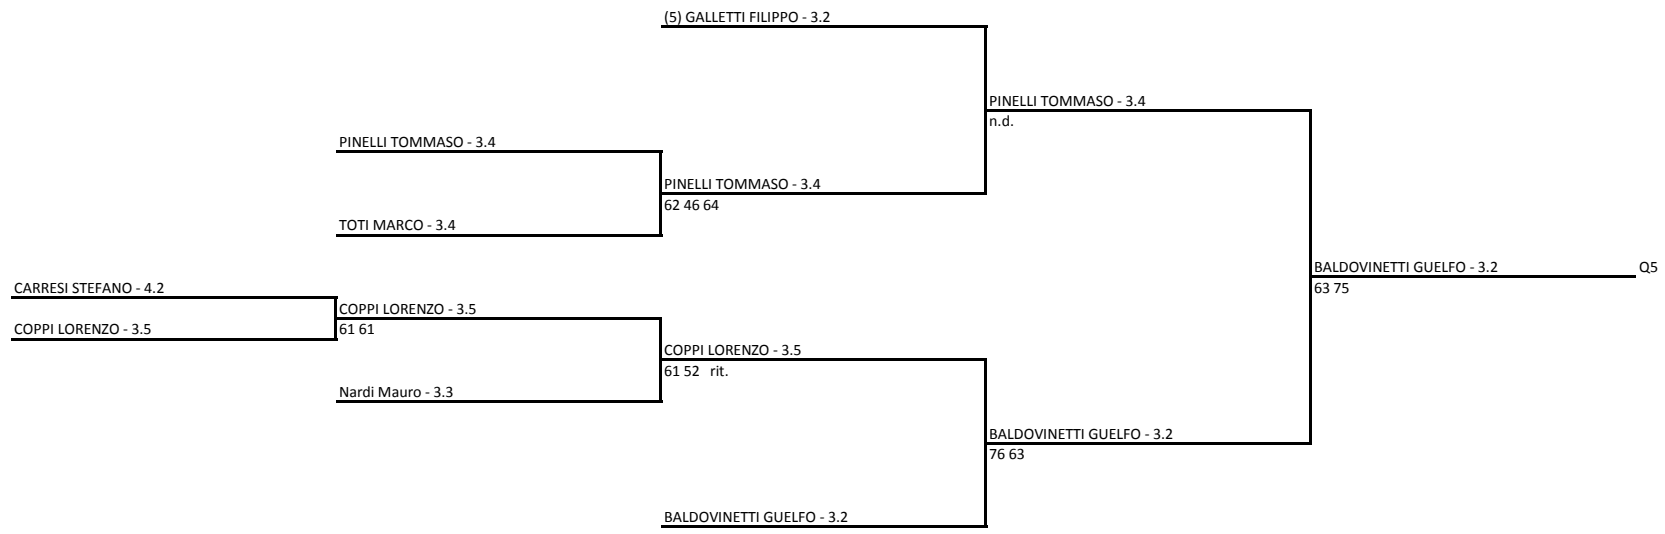 (5) GALLETTI FILIPPO - 3.2
PINELLI TOMMASO - 3.4
n.d.
PINELLI TOMMASO - 3.4
PINELLI TOMMASO - 3.4
62 46 64
TOTI MARCO - 3.4
BALDOVINETTI GUELFO - 3.2
Q5
63 75
CARRESI STEFANO - 4.2
COPPI LORENZO - 3.5
COPPI LORENZO - 3.5
61 61
COPPI LORENZO - 3.5
61 52 rit.
Nardi Mauro - 3.3
BALDOVINETTI GUELFO - 3.2
76 63
BALDOVINETTI GUELFO - 3.2